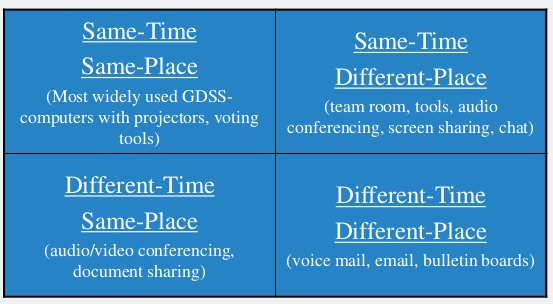 Same-Time
Same-Place
(Most widely used GDSS-
computers with projectors, voting
tools)
Same-Time
Different-Place
(team room, tools, audio
conferencing, screen sharing, chat)
Different-Time
Same-Place
(audio/video conferencing,
document sharing)
Different-Time
Different-Place
(voice mail, email, bulletin boards)